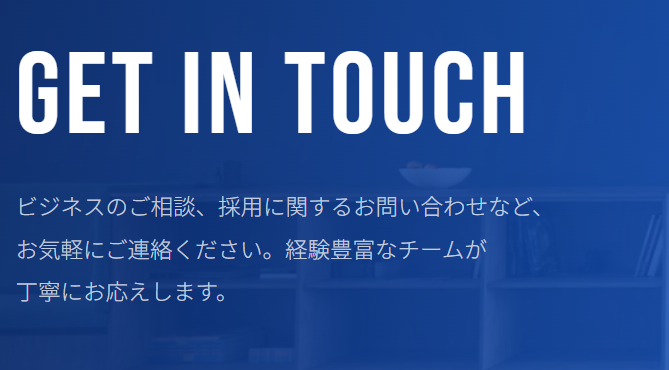 GET IN TOUCH
ビジネスのご相談、採用に関するお問い合わせなど、
お気軽にご連絡ください。経験豊富なチームが
丁寧にお応えします。